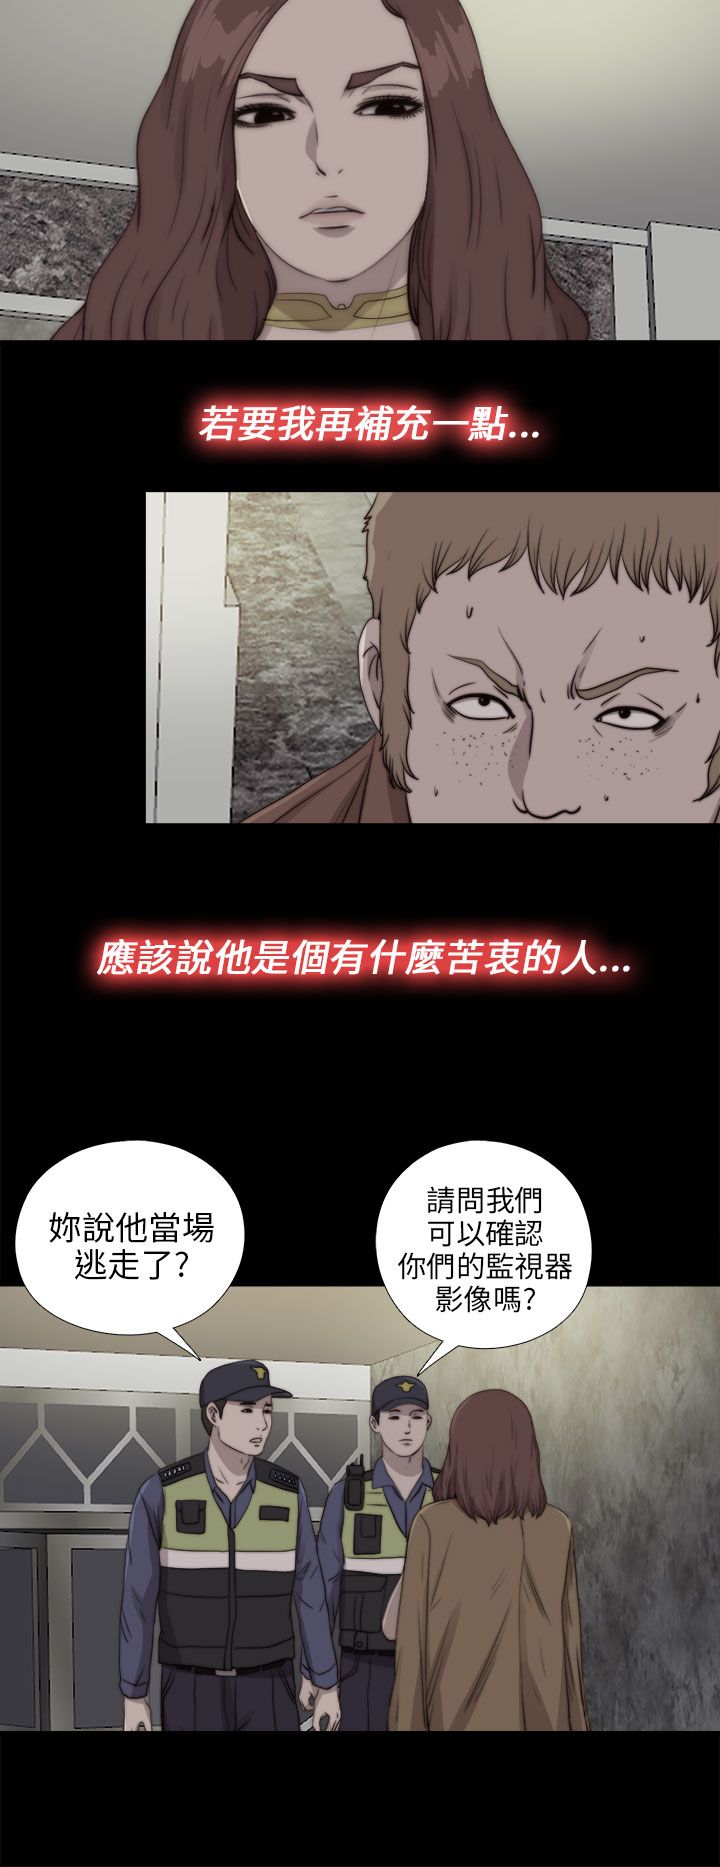 若要我再補充一點...
應該說他是個有什麼苦衷的人...
妳說他當場
逃走了?
請問我們
可以確認
你們的監視器
影像嗎?